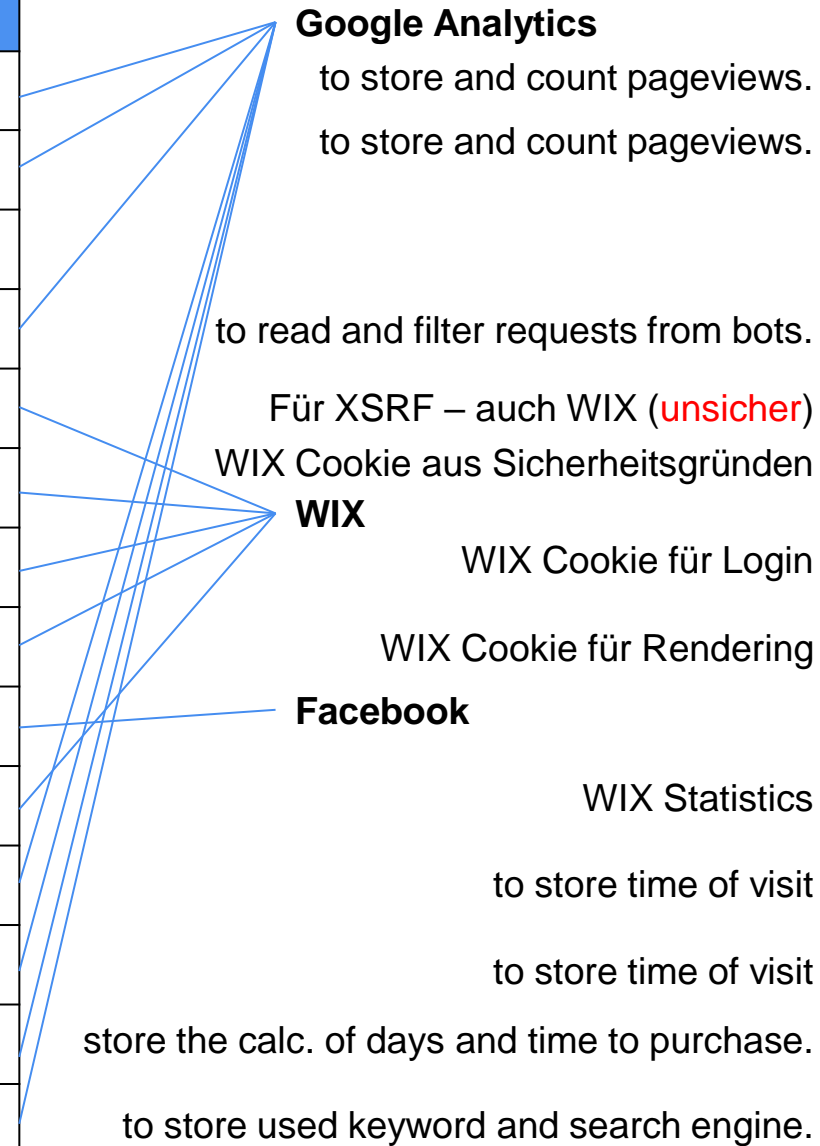 Google Analytics
to store and count pageviews.
to store and count pageviews.
to read and filter requests from bots.
Für XSRF – auch WIX (unsicher)
WIX Cookie aus Sicherheitsgründen
WIX
WIX Cookie für Login
WIX Cookie für Rendering
Facebook
WIX Statistics
to store time of visit
to store time of visit
store the calc. of days and time to purchase.
to store used keyword and search engine.